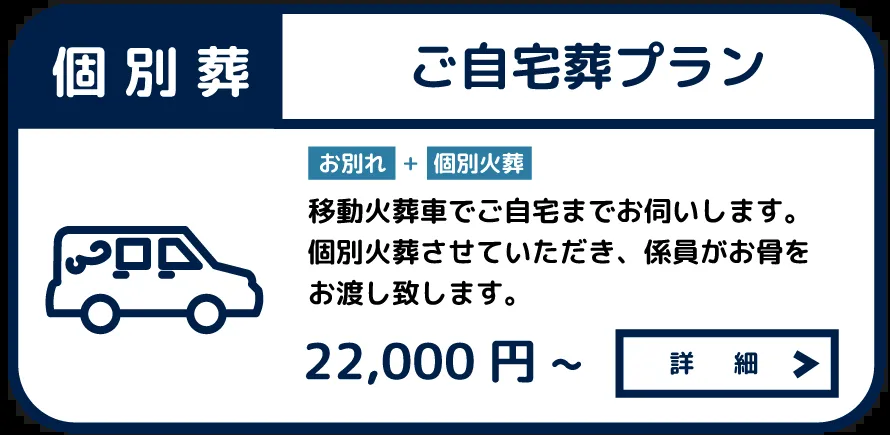 個別葬
ご自宅葬プラン
お別れ + 個別火葬
移動火葬車でご自宅までお伺いします。
個別火葬させていただき、係員がお骨を
お渡し致します。
22,000 円 ~
詳 細 >